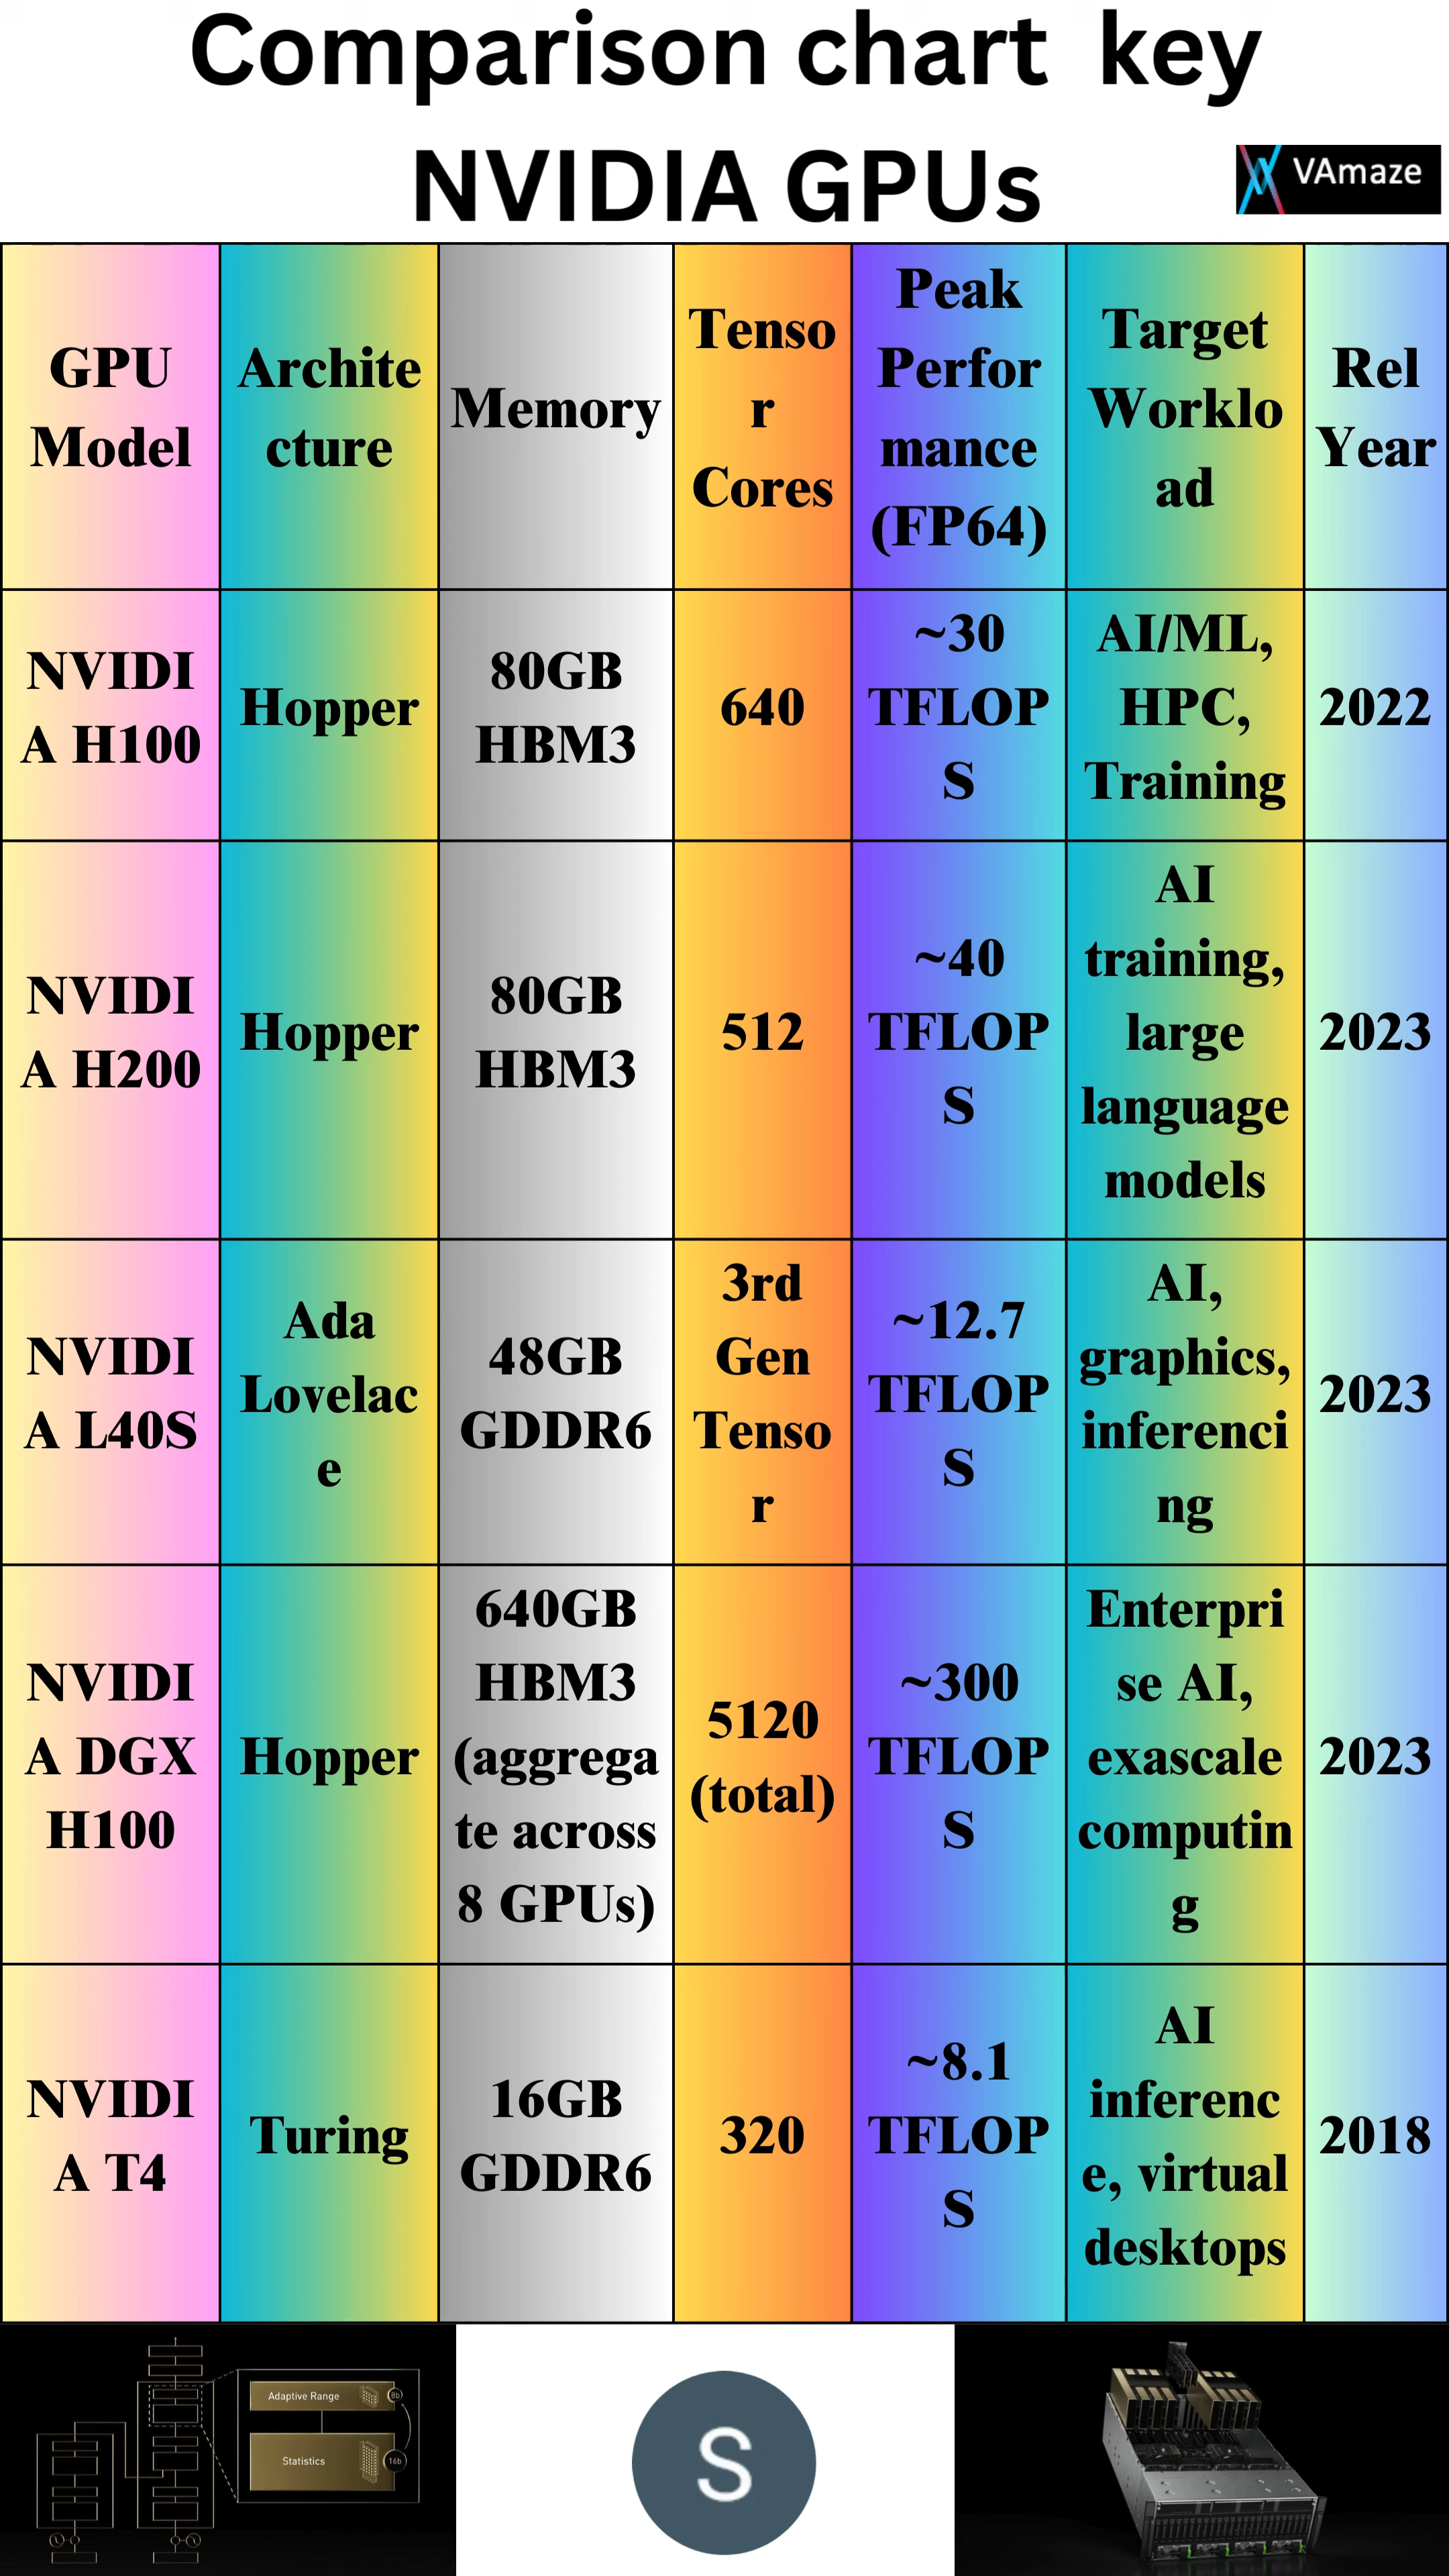 Comparison chart key
NVIDIA GPUs
VAmaze
GPU
Model
Archite
cture
Memory
Tenso
r
Cores
Peak
Perfor
mance
(FP64)
Target
Worklo
ad
Rel
Year
NVIDI
A H100
Hopper
80GB
HBM3
640
~30
TFLOP
S
AI/ML,
HPC,
Training
2022
NVIDI
A H200
Hopper
80GB
HBM3
512
~40
TFLOP
S
AI
training,
large
language
models
2023
NVIDI
A L40S
Ada
Lovelac
e
48GB
GDDR6
3rd
Gen
Tenso
r
~12.7
TFLOP
S
AI,
graphics,
inferenci
ng
2023
NVIDI
A DGX
H100
Hopper
640GB
HBM3
(aggrega
te across
8 GPUs)
5120
(total)
~300
TFLOP
S
Enterpri
se AI,
exascale
computin
g
2023
NVIDI
A T4
Turing
16GB
GDDR6
320
~8.1
TFLOP
S
AI
inferenc
e, virtual
desktops
2018
Adaptive Range
8b
Statistics
16b
S